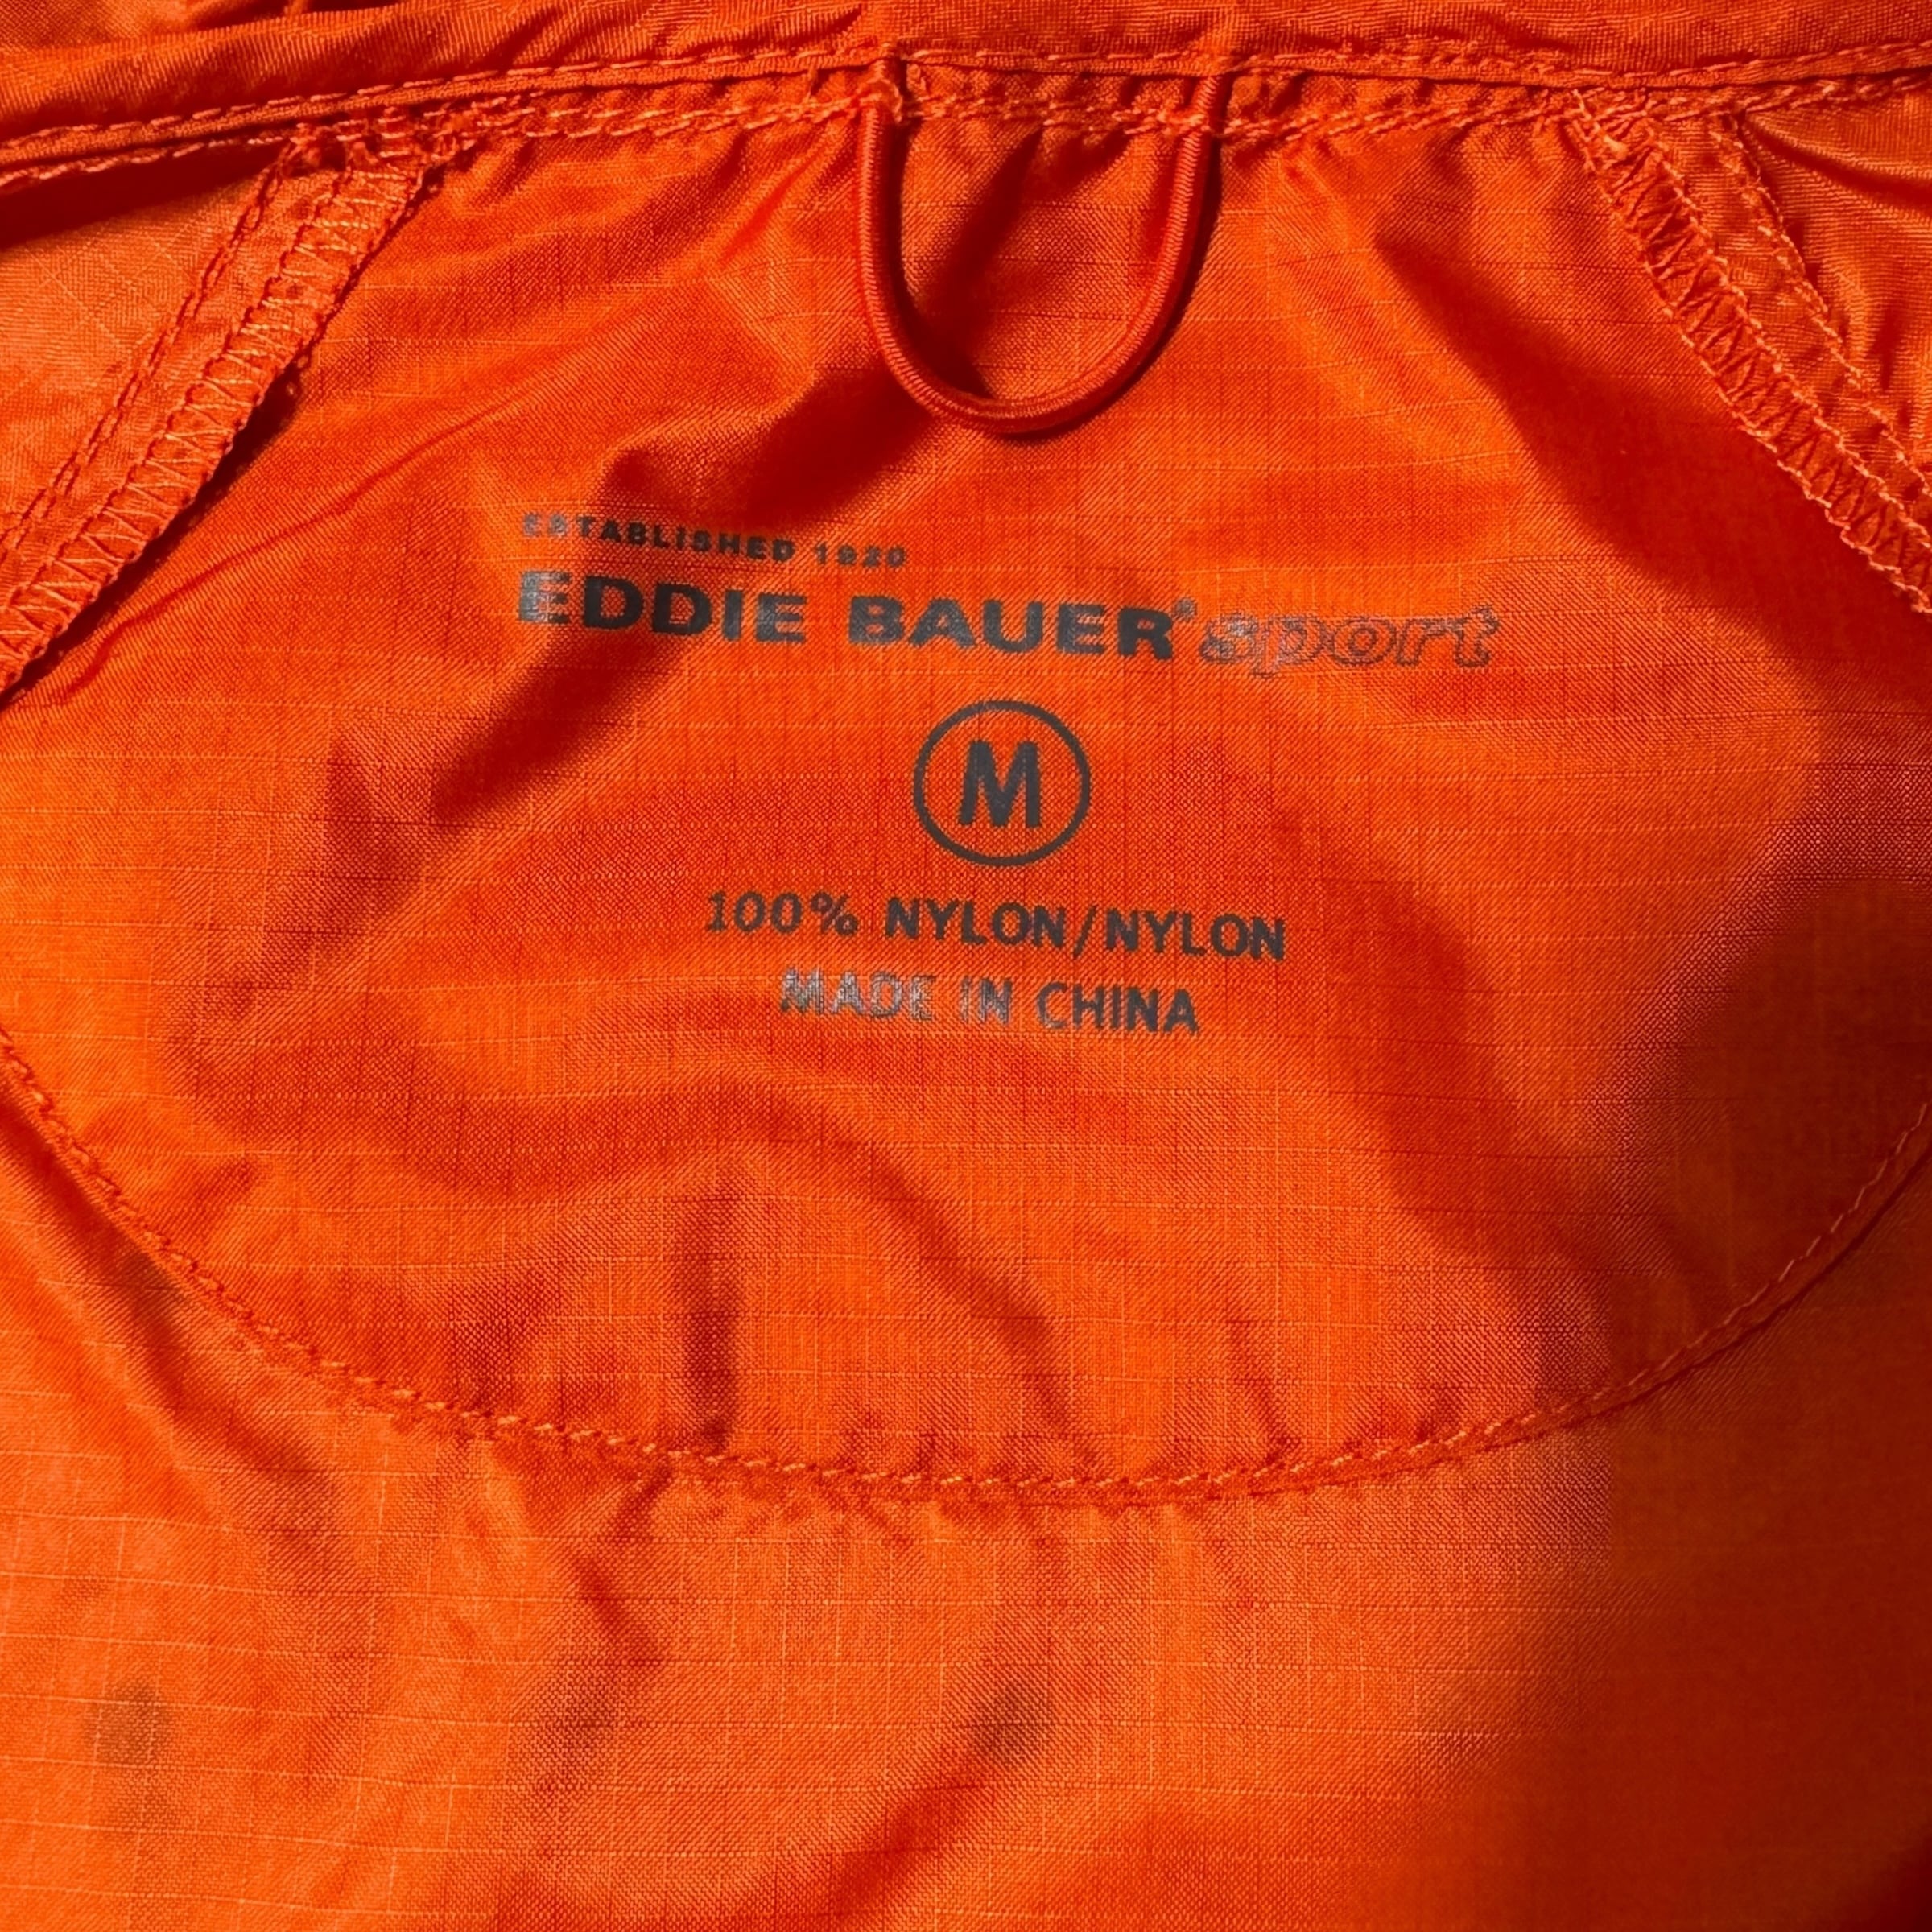 ESTABLISHED 1920
EDDIE BAUER® sport
M
100% NYLON/NYLON
MADE IN CHINA